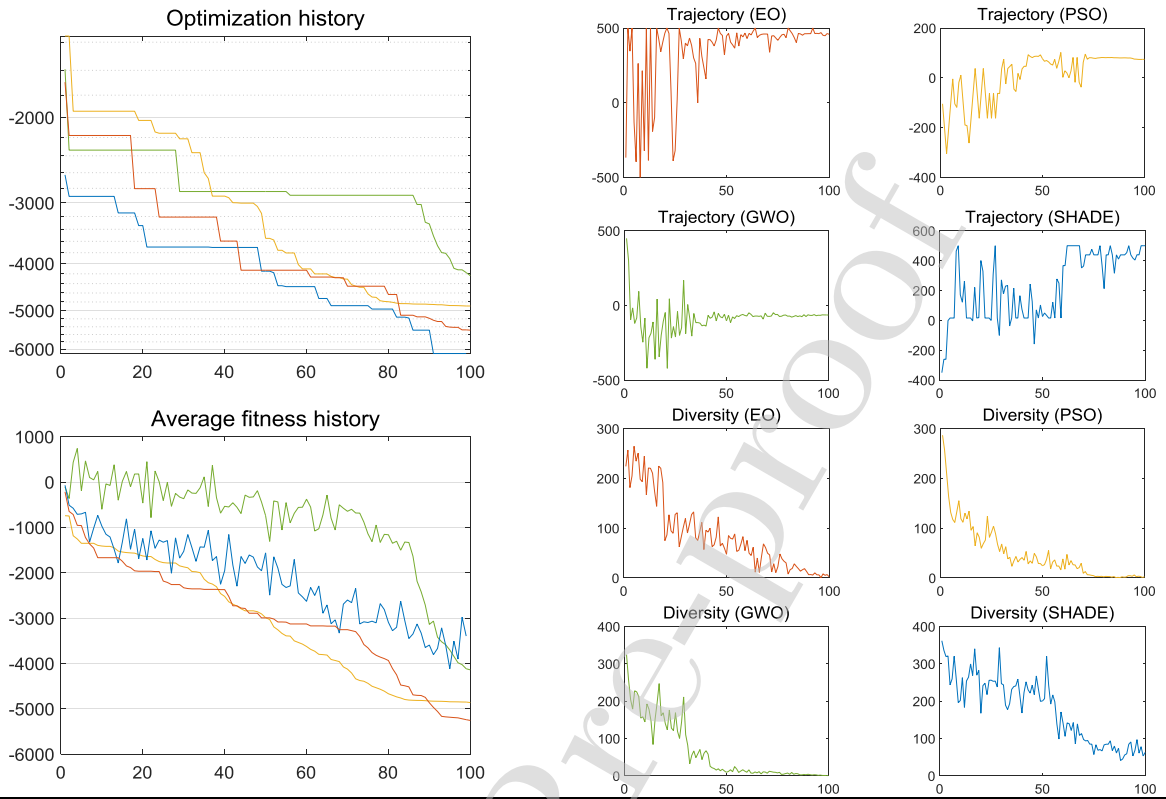 Optimization history
-2000
-3000
-4000
-5000
-6000
0 20 40 60 80 100
Average fitness history
1000
0
-1000
-2000
-3000
-4000
-5000
-6000
0 20 40 60 80 100
Trajectory (EO)
500
0
-500
0 50 100
Trajectory (PSO)
200
0
-200
-400
0 50 100
Trajectory (GWO)
500
0
-500
0 50 100
Trajectory (SHADE)
600
400
200
0
-200
-400
0 50 100
Diversity (EO)
300
200
100
0
0 50 100
Diversity (PSO)
300
200
100
0
0 50 100
Diversity (GWO)
400
300
200
100
0
0 50 100
Diversity (SHADE)
400
300
200
100
0
0 50 100
Pre-proof